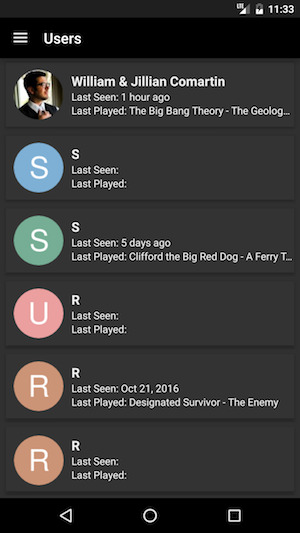 LTE 11:33
Users
William & Jillian Comartin
Last Seen: 1 hour ago
Last Played: The Big Bang Theory - The Geolog...
S
S
Last Seen:
Last Played:
S
S
Last Seen: 5 days ago
Last Played: Clifford the Big Red Dog - A Ferry T...
U
R
Last Seen:
Last Played:
R
R
Last Seen: Oct 21, 2016
Last Played: Designated Survivor - The Enemy
R
R
Last Seen:
Last Played: